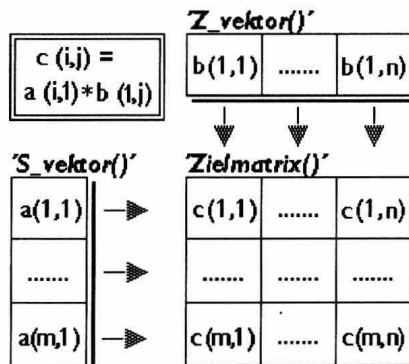 'Z_vektor()'
c (i,j) =
a (i,1)*b (1,j)
b(1,1) ....... b(1,n)
'S_vektor()' 'Zielmatrix()'
a(1,1) c(1,1) ....... c(1,n)
....... ....... ....... .......
a(m,1) c(m,1) ....... c(m,n)